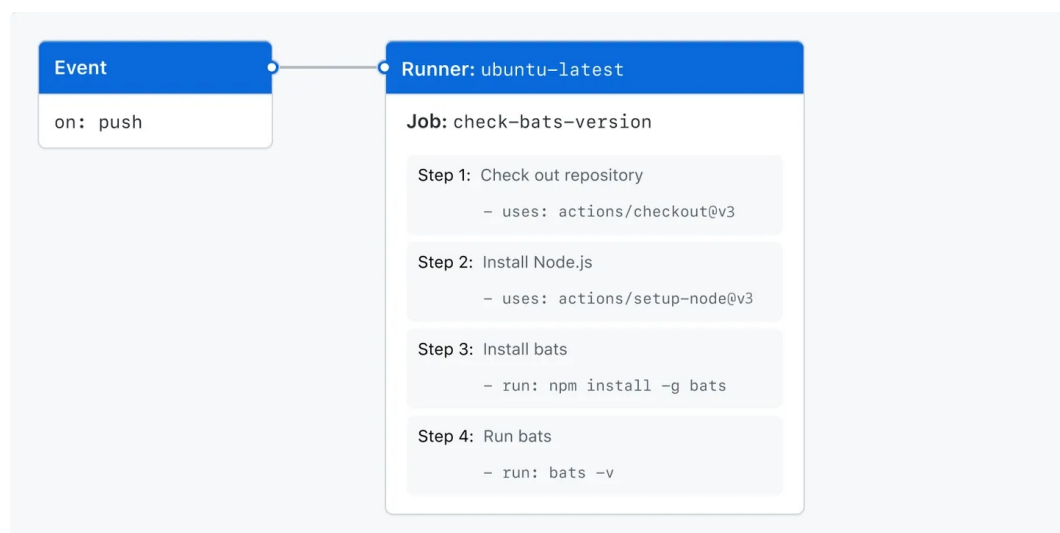 Event
on: push
Runner: ubuntu-latest
Job: check-bats-version
Step 1: Check out repository
- uses: actions/checkout@v3
Step 2: Install Node.js
- uses: actions/setup-node@v3
Step 3: Install bats
- run: npm install -g bats
Step 4: Run bats
- run: bats -v